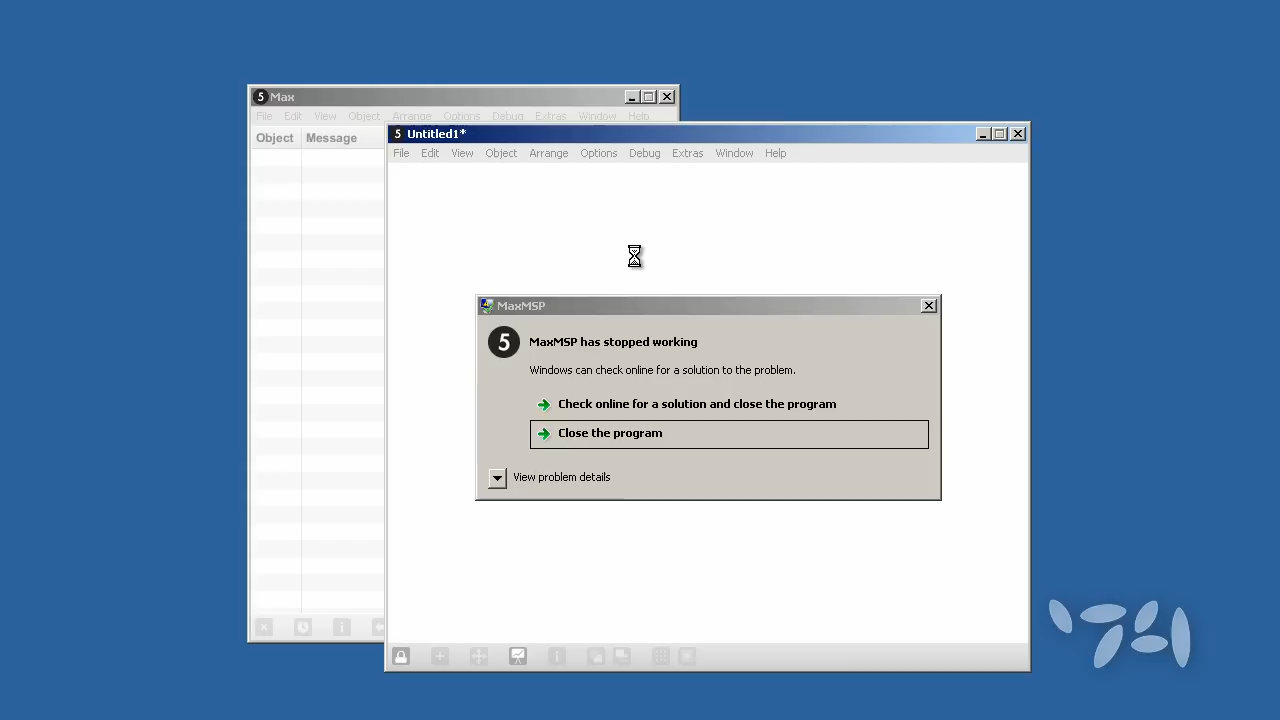 5 Max
File Edit View Object Arrange Options Debug Extras Window Help
Object Message
5 Untitled1*
File Edit View Object Arrange Options Debug Extras Window Help
MaxMSP
5 MaxMSP has stopped working
Windows can check online for a solution to the problem.
Check online for a solution and close the program
Close the program
View problem details
74